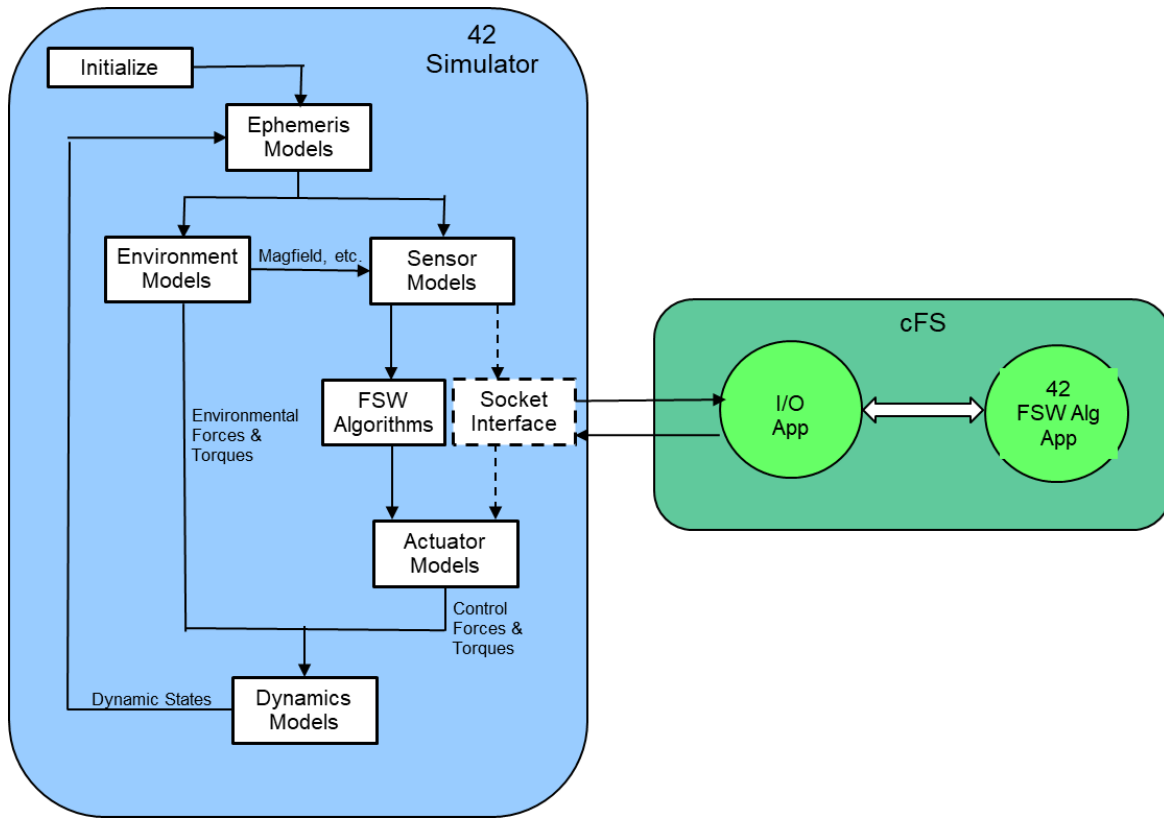 42
Simulator
Initialize
Ephemeris
Models
Environment
Models
Magfield, etc.
Sensor
Models
cFS
FSW
Algorithms
Socket
Interface
I/O
App
42
FSW Alg
App
Environmental
Forces &
Torques
Actuator
Models
Control
Forces &
Torques
Dynamic States
Dynamics
Models